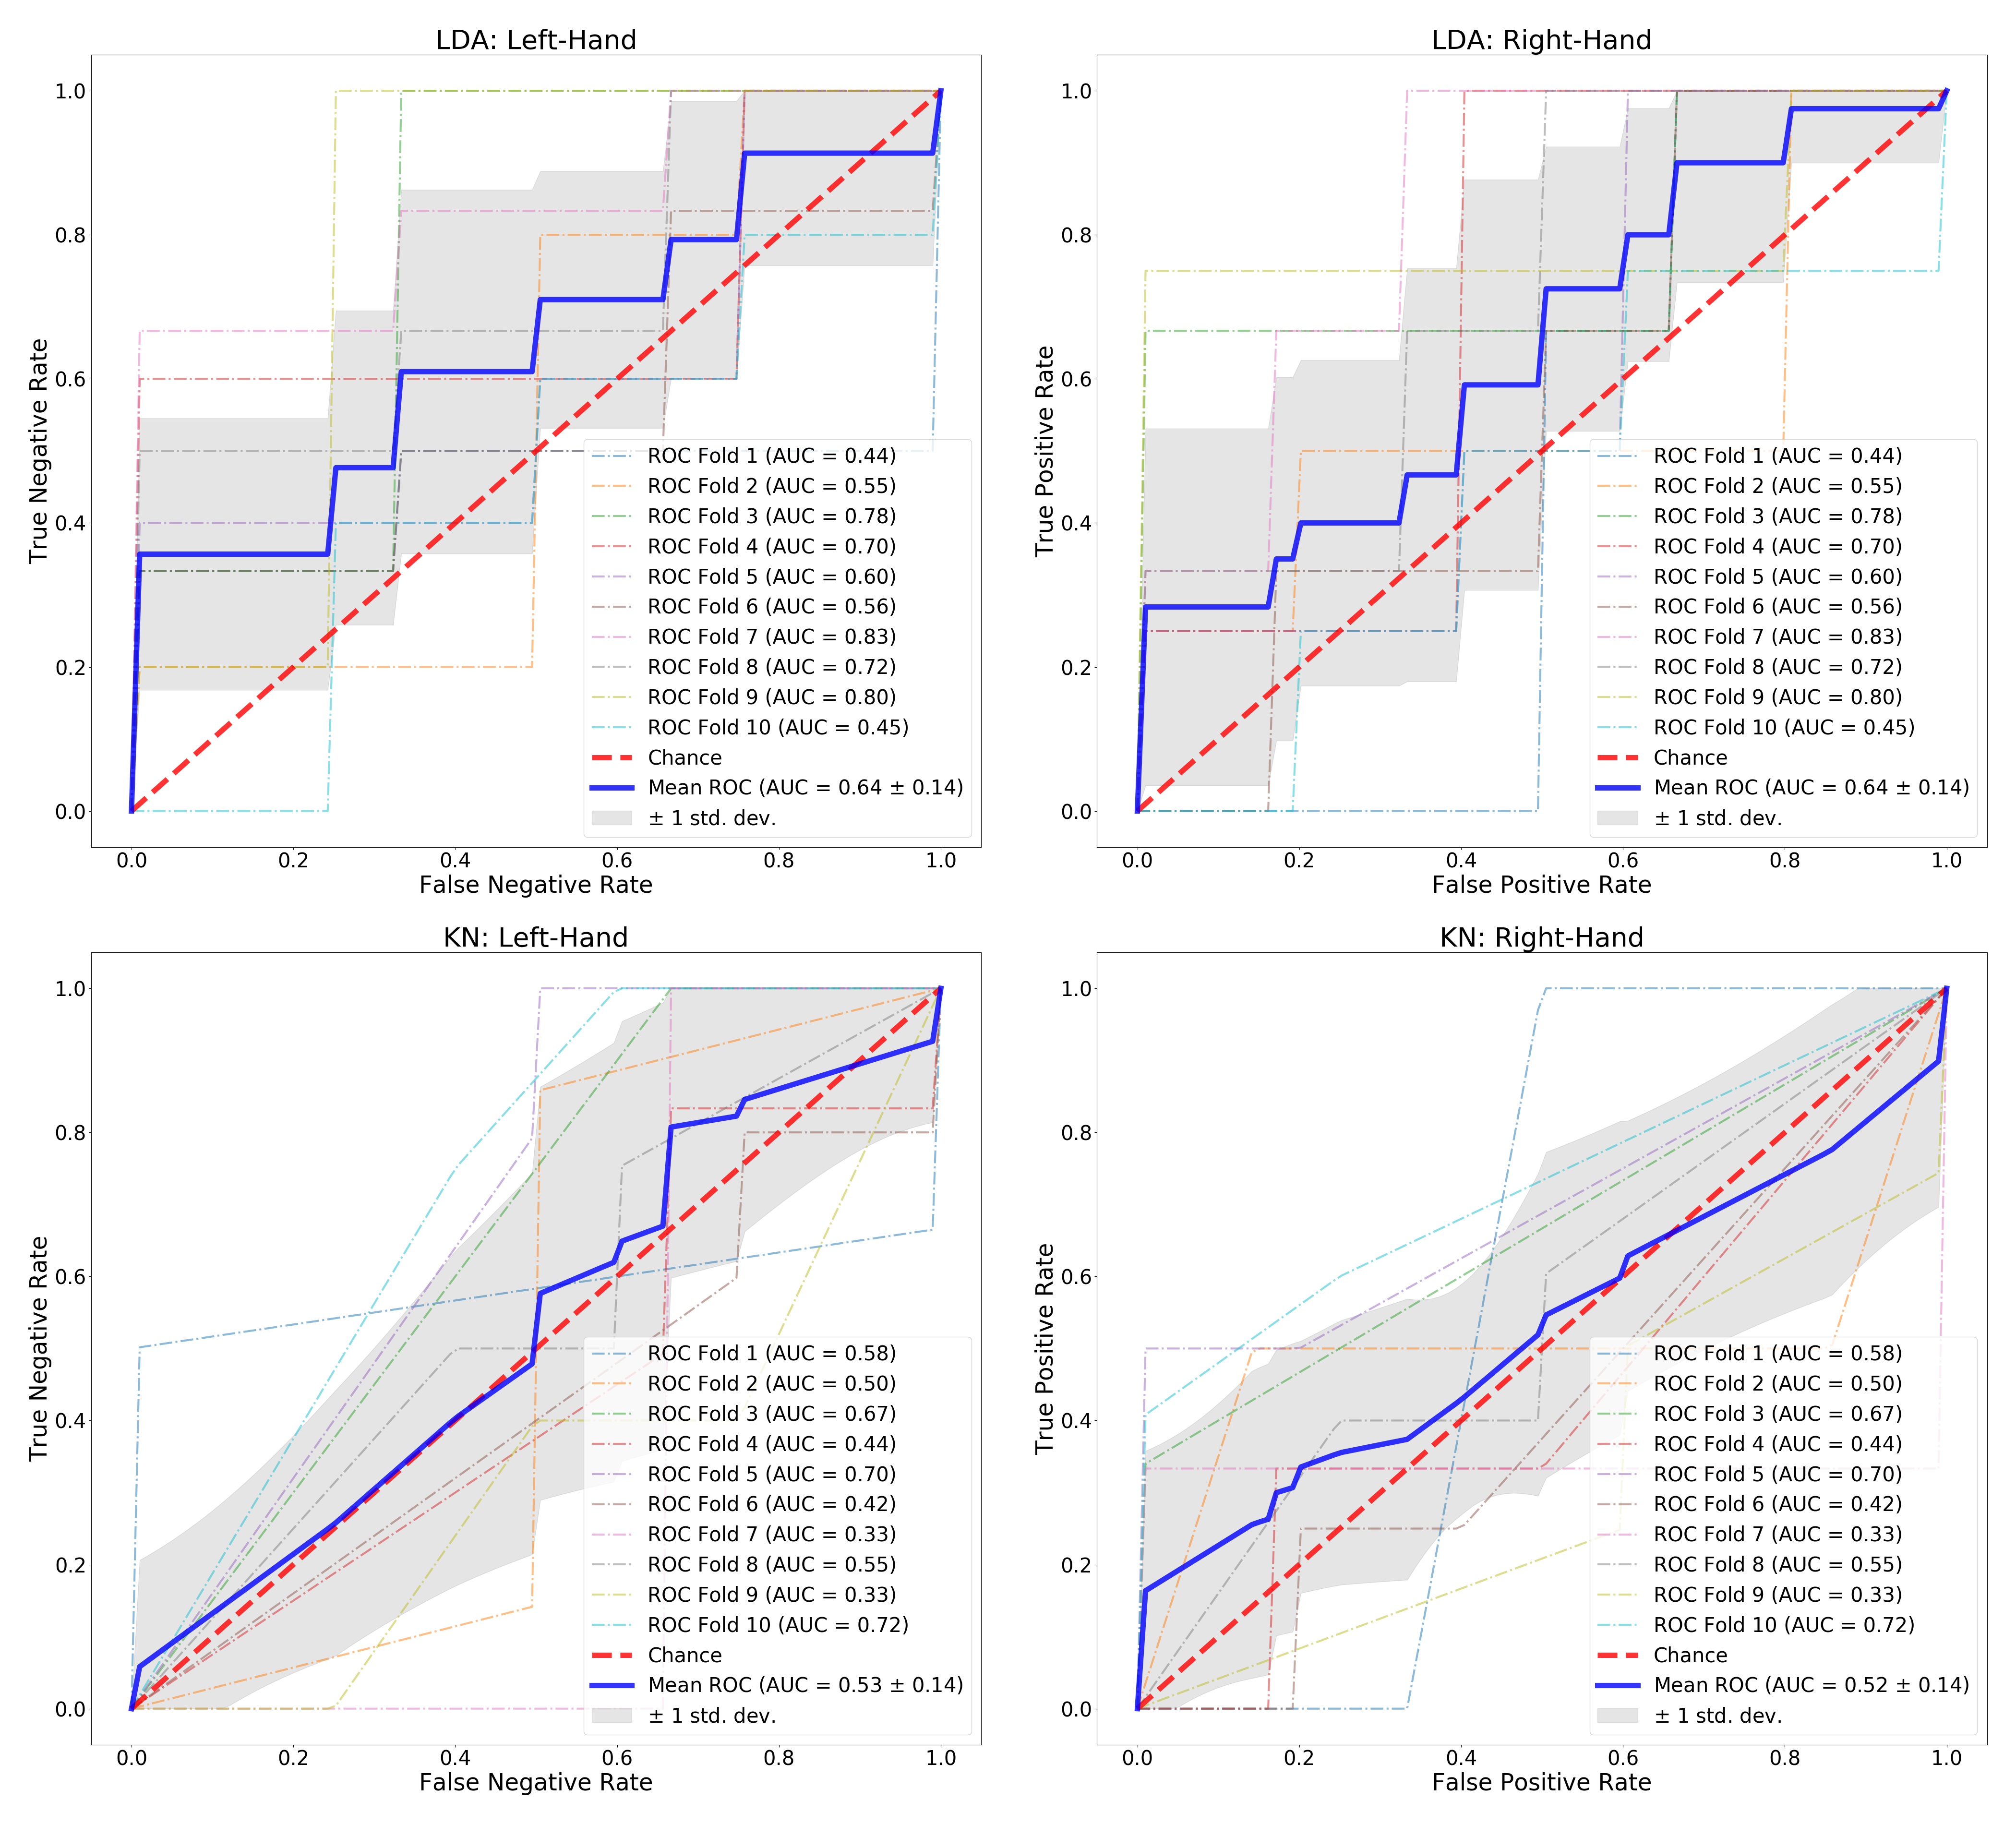 LDA: Left-Hand
True Negative Rate
1.0
0.8
0.6
0.4
0.2
0.0
ROC Fold 1 (AUC = 0.44)
ROC Fold 2 (AUC = 0.55)
ROC Fold 3 (AUC = 0.78)
ROC Fold 4 (AUC = 0.70)
ROC Fold 5 (AUC = 0.60)
ROC Fold 6 (AUC = 0.56)
ROC Fold 7 (AUC = 0.83)
ROC Fold 8 (AUC = 0.72)
ROC Fold 9 (AUC = 0.80)
ROC Fold 10 (AUC = 0.45)
Chance
Mean ROC (AUC = 0.64 ± 0.14)
± 1 std. dev.
0.0 0.2 0.4 0.6 0.8 1.0
False Negative Rate
LDA: Right-Hand
True Positive Rate
1.0
0.8
0.6
0.4
0.2
0.0
ROC Fold 1 (AUC = 0.44)
ROC Fold 2 (AUC = 0.55)
ROC Fold 3 (AUC = 0.78)
ROC Fold 4 (AUC = 0.70)
ROC Fold 5 (AUC = 0.60)
ROC Fold 6 (AUC = 0.56)
ROC Fold 7 (AUC = 0.83)
ROC Fold 8 (AUC = 0.72)
ROC Fold 9 (AUC = 0.80)
ROC Fold 10 (AUC = 0.45)
Chance
Mean ROC (AUC = 0.64 ± 0.14)
± 1 std. dev.
0.0 0.2 0.4 0.6 0.8 1.0
False Positive Rate
KN: Left-Hand
True Negative Rate
1.0
0.8
0.6
0.4
0.2
0.0
ROC Fold 1 (AUC = 0.58)
ROC Fold 2 (AUC = 0.50)
ROC Fold 3 (AUC = 0.67)
ROC Fold 4 (AUC = 0.44)
ROC Fold 5 (AUC = 0.70)
ROC Fold 6 (AUC = 0.42)
ROC Fold 7 (AUC = 0.33)
ROC Fold 8 (AUC = 0.55)
ROC Fold 9 (AUC = 0.33)
ROC Fold 10 (AUC = 0.72)
Chance
Mean ROC (AUC = 0.53 ± 0.14)
± 1 std. dev.
0.0 0.2 0.4 0.6 0.8 1.0
False Negative Rate
KN: Right-Hand
True Positive Rate
1.0
0.8
0.6
0.4
0.2
0.0
ROC Fold 1 (AUC = 0.58)
ROC Fold 2 (AUC = 0.50)
ROC Fold 3 (AUC = 0.67)
ROC Fold 4 (AUC = 0.44)
ROC Fold 5 (AUC = 0.70)
ROC Fold 6 (AUC = 0.42)
ROC Fold 7 (AUC = 0.33)
ROC Fold 8 (AUC = 0.55)
ROC Fold 9 (AUC = 0.33)
ROC Fold 10 (AUC = 0.72)
Chance
Mean ROC (AUC = 0.52 ± 0.14)
± 1 std. dev.
0.0 0.2 0.4 0.6 0.8 1.0
False Positive Rate